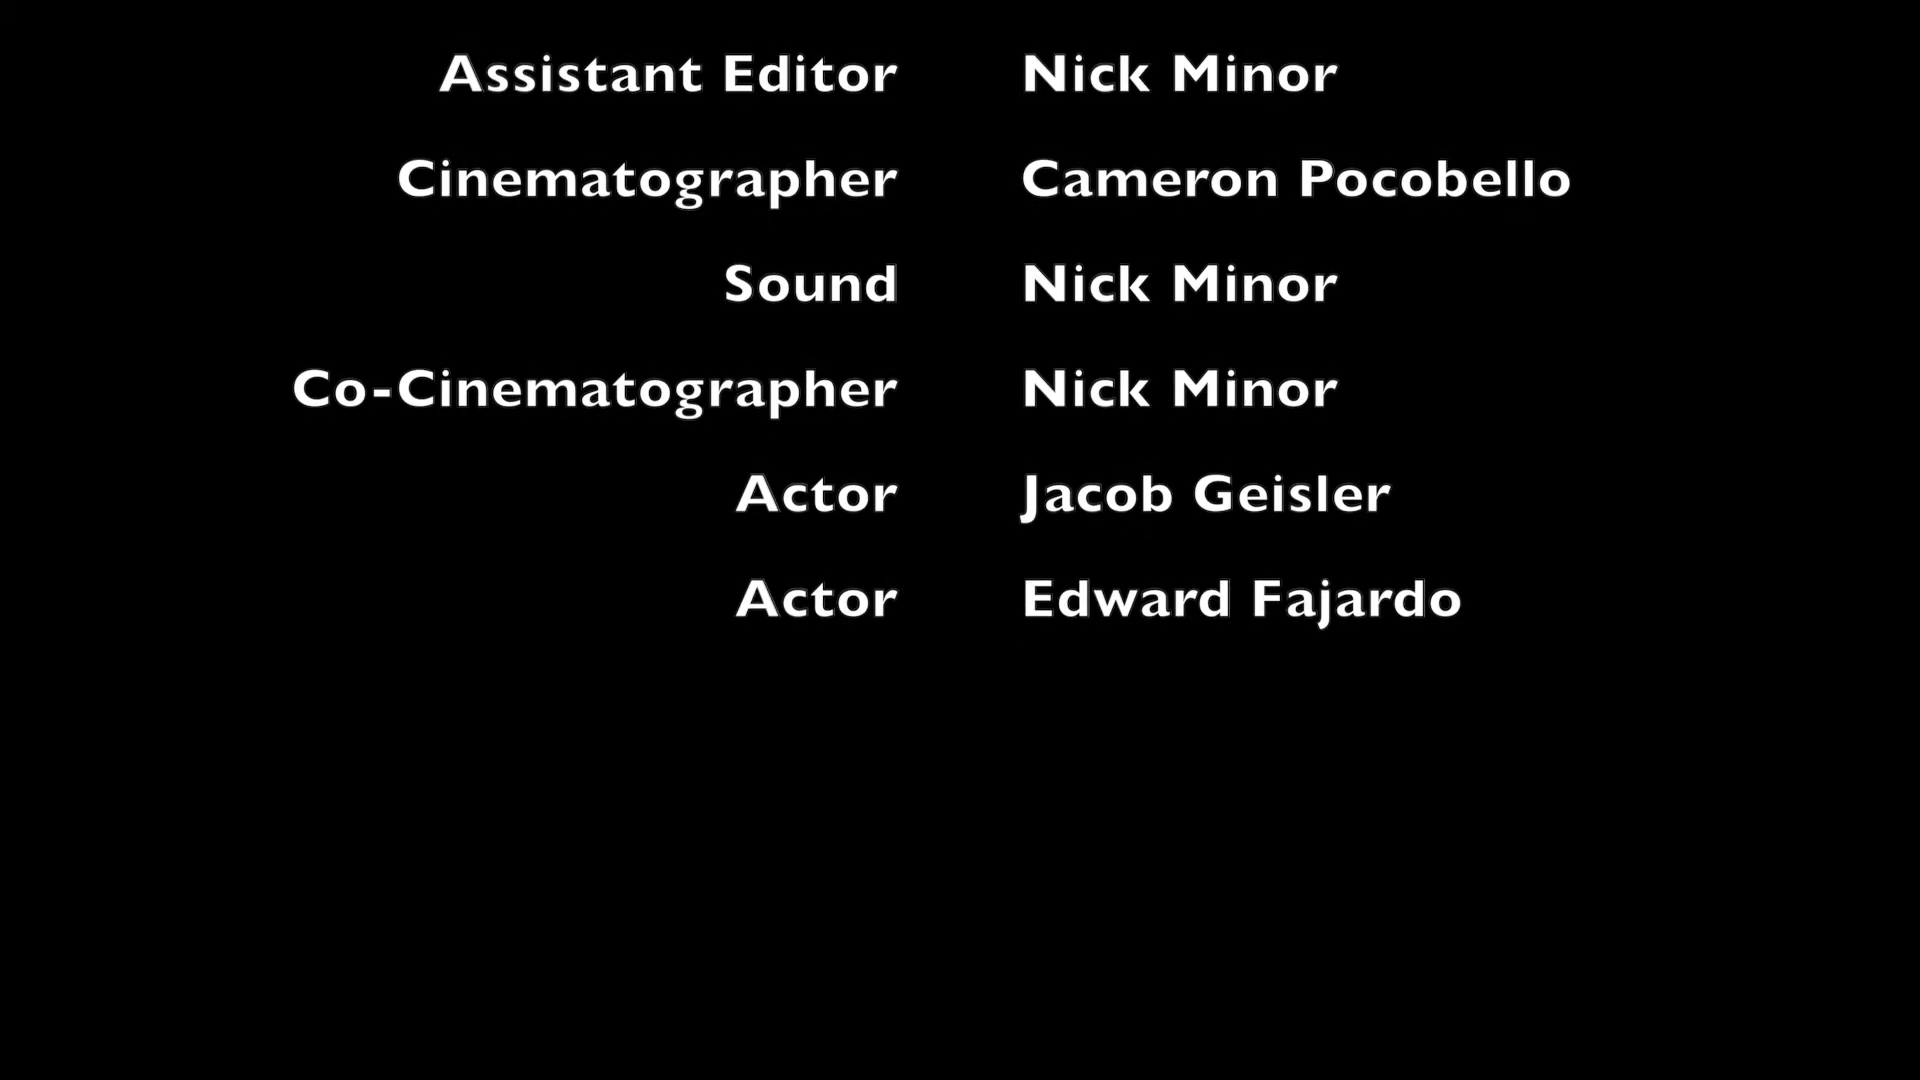 Assistant Editor Nick Minor
Cinematographer Cameron Pocobello
Sound Nick Minor
Co-Cinematographer Nick Minor
Actor Jacob Geisler
Actor Edward Fajardo